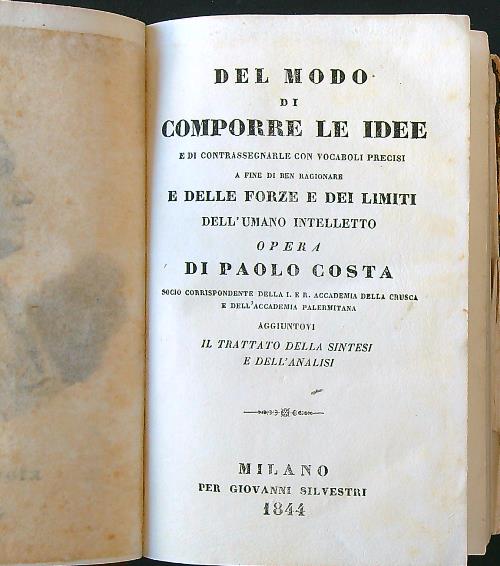 DEL MODO
DI
COMPORRE LE IDEE
E DI CONTRASSEGNARLE CON VOCABOLI PRECISI
A FINE DI BEN RAGIONARE
E DELLE FORZE E DEI LIMITI
DELL'UMANO INTELLETTO
OPERA
DI PAOLO COSTA
SOCIO CORRISPONDENTE DELLA I. E R. ACCADEMIA DELLA CRUSCA
E DELL'ACCADEMIA PALERMITANA
AGGIUNTOVI
IL TRATTATO DELLA SINTESI
E DELL'ANALISI
MILANO
PER GIOVANNI SILVESTRI
1844